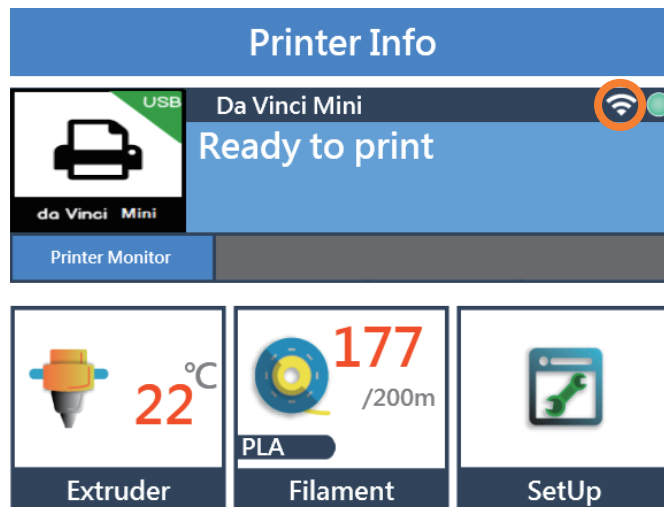 Printer Info
USB
Da Vinci Mini
Ready to print
da Vinci Mini
Printer Monitor
22 °C
177
/200m
PLA
Extruder
Filament
SetUp